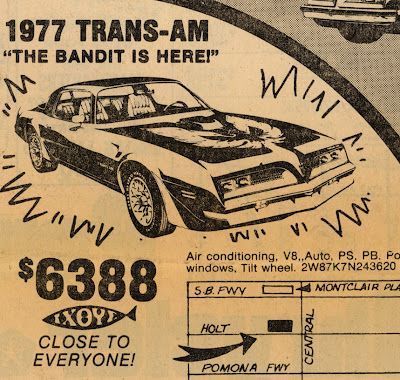 1977 TRANS-AM
"THE BANDIT IS HERE!"
Air conditioning, V8,,Auto, PS, PB, Po
windows, Tilt wheel. 2W87K7N243620
$6388
ΙΧΘΥΣ
CLOSE TO
EVERYONE!
S.B. FWY
MONTCLAIR PLA
HOLT
CENTRAL
POMONA FWY